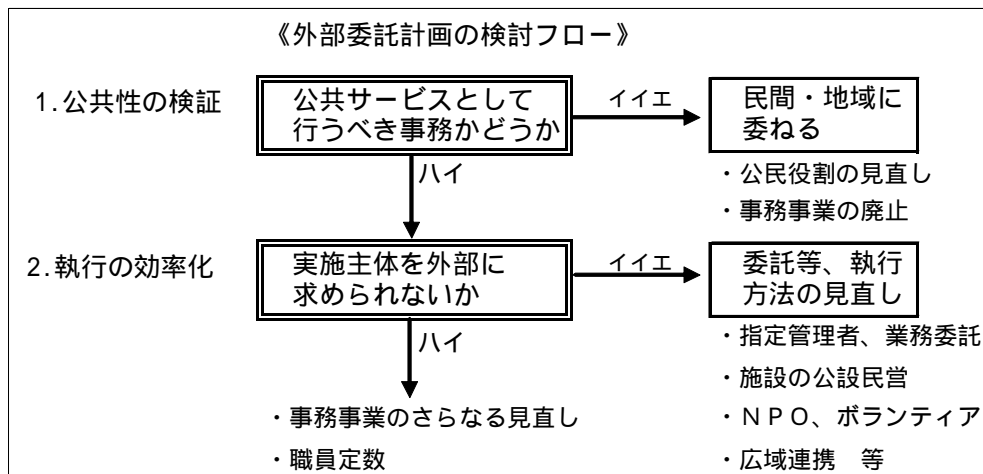 《外部委託計画の検討フロー》
1.公共性の検証
公共サービスとして
行うべき事務かどうか
イイエ
民間・地域に
委ねる
ハイ
・公民役割の見直し
・事務事業の廃止
2.執行の効率化
実施主体を外部に
求められないか
イイエ
委託等、執行
方法の見直し
ハイ
・指定管理者、業務委託
・施設の公設民営
・ＮＰＯ、ボランティア
・広域連携　等
・事務事業のさらなる見直し
・職員定数